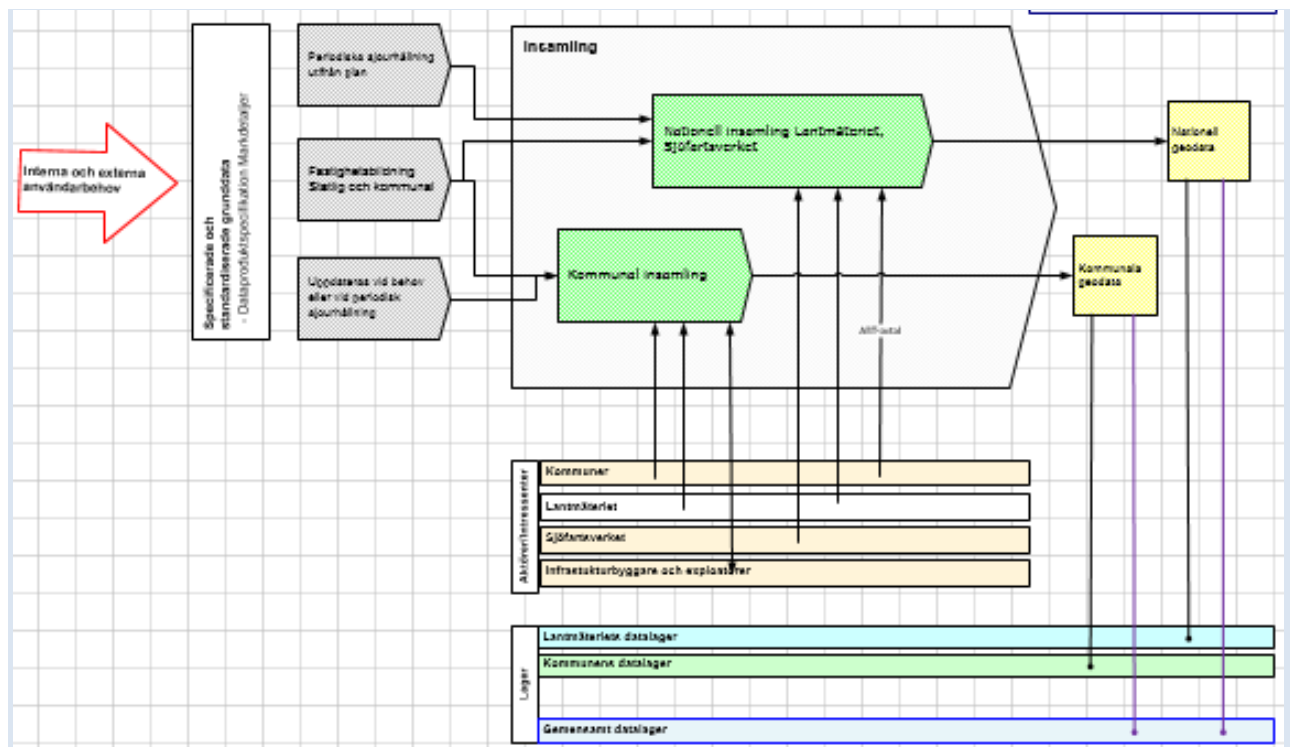 Insamling
Periodiska ajourhållning
utifrån plan
Nationell insamling Lantmäteriet,
Sjöfartsverket
Nationell
geodata
Interna och externa
användarbehov
Specificerade och
standardiserade grunddata
- Dataproduktspecifikation Markdetaljer
Fastighetsbildning
Statlig och kommunal
Kommunal insamling
Kommunala
geodata
Uppdateras vid behov
eller vid periodisk
ajourhållning
Aktörer/Intressenter
Kommuner
Lantmäteriet
Sjöfartsverket
Infrastukturbyggare och exploatörer
Lager
Lantmäteriets datalager
Kommunens datalager
Gemensamt datalager